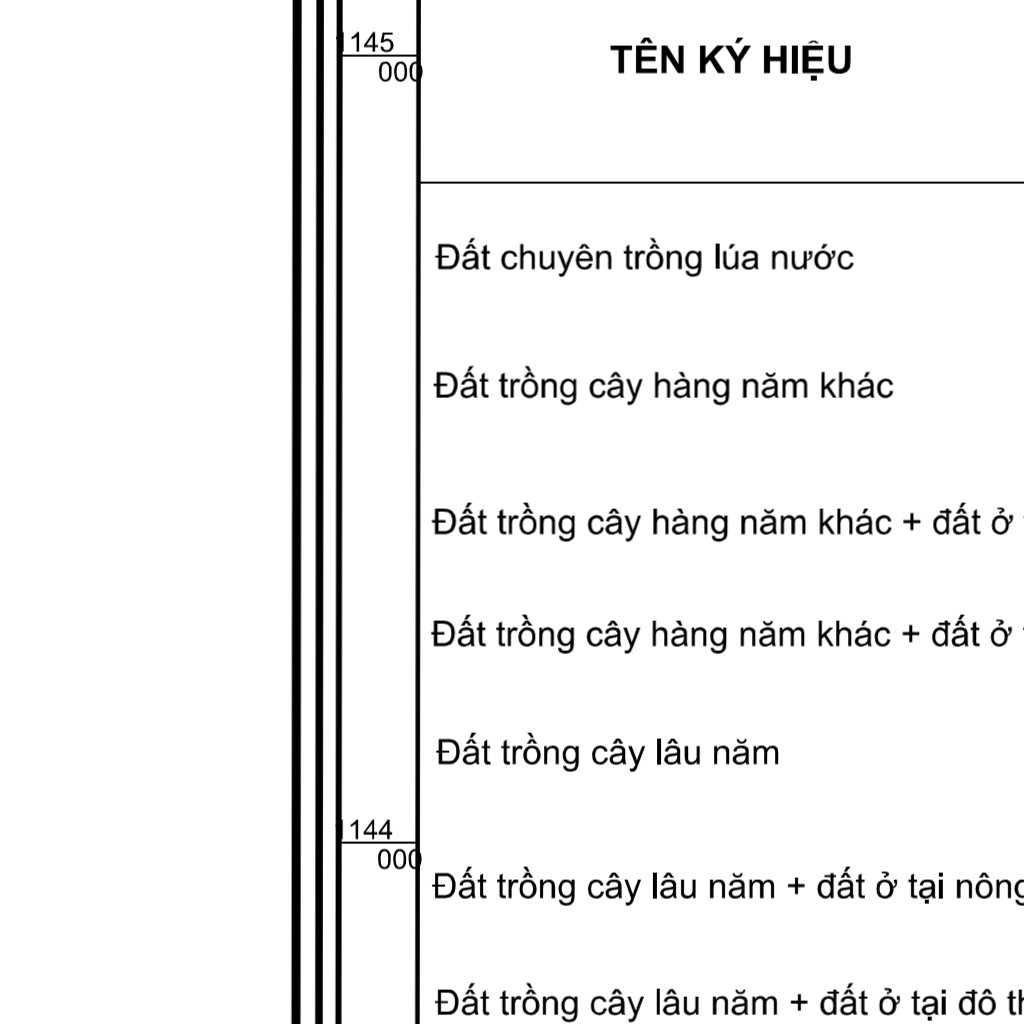 1145
000
TÊN KÝ HIỆU
Đất chuyên trồng lúa nước
Đất trồng cây hàng năm khác
Đất trồng cây hàng năm khác + đất ở
Đất trồng cây hàng năm khác + đất ở
Đất trồng cây lâu năm
1144
000
Đất trồng cây lâu năm + đất ở tại nông
Đất trồng cây lâu năm + đất ở tại đô